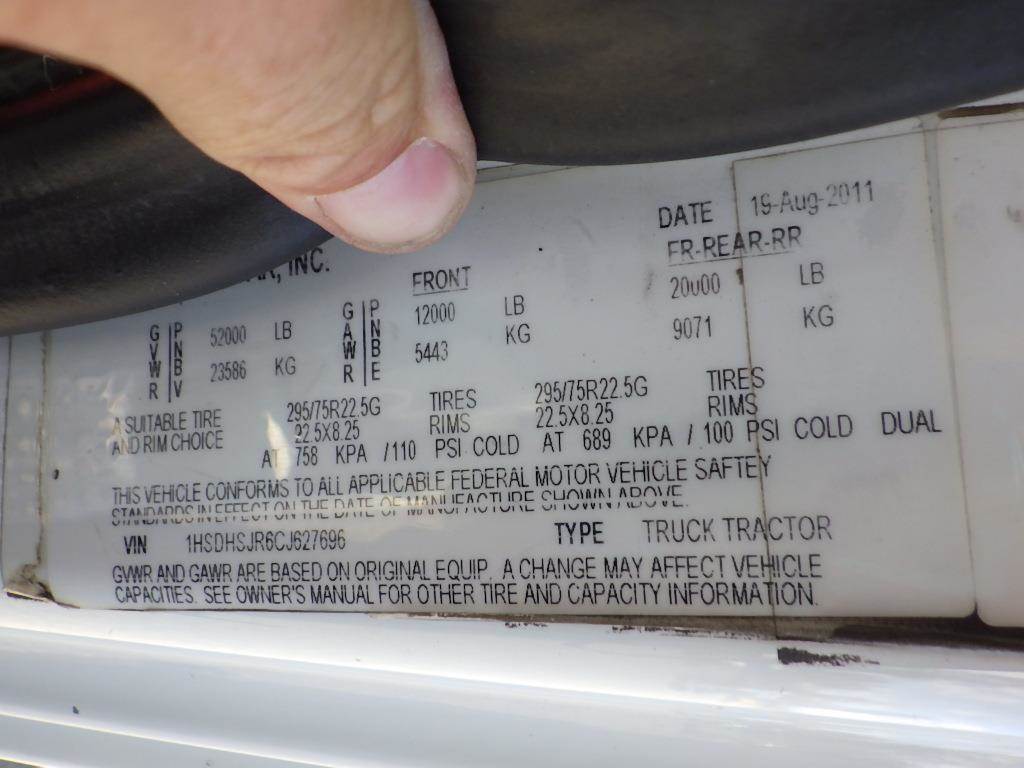 DATE 19-Aug-2011
INC. FRONT FR-REAR-RR
GVWR PNBV 52000 LB GAWR PNBE 12000 LB 20000 LB
23586 KG 5443 KG 9071 KG
A SUITABLE TIRE 295/75R22.5G TIRES 295/75R22.5G TIRES
AND RIM CHOICE 22.5X8.25 RIMS 22.5X8.25 RIMS
AT 758 KPA /110 PSI COLD AT 689 KPA / 100 PSI COLD DUAL
THIS VEHICLE CONFORMS TO ALL APPLICABLE FEDERAL MOTOR VEHICLE SAFTEY
STANDARDS IN EFFECT ON THE DATE OF MANUFACTURE SHOWN ABOVE.
VIN 1HSDHSJR6CJ627696 TYPE TRUCK TRACTOR
GVWR AND GAWR ARE BASED ON ORIGINAL EQUIP. A CHANGE MAY AFFECT VEHICLE
CAPACITIES. SEE OWNER'S MANUAL FOR OTHER TIRE AND CAPACITY INFORMATION.